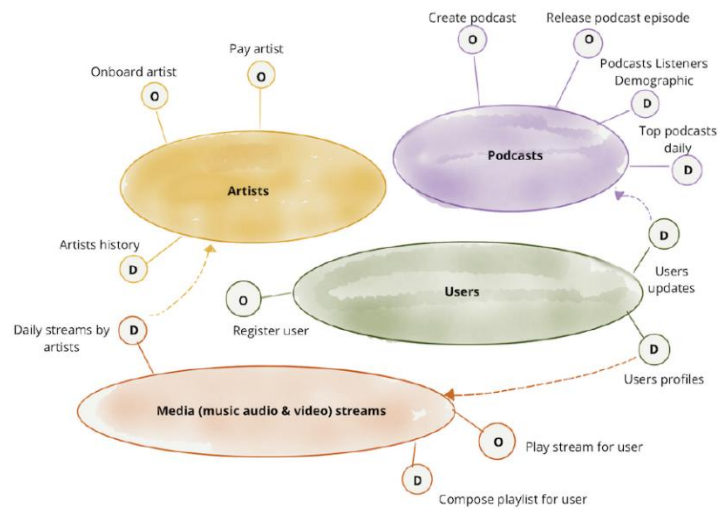 Create podcast
Release podcast episode
O
O
Pay artist
Onboard artist
O
O
Podcasts Listeners
Demographic
D
Top podcasts
daily
D
Podcasts
Artists
Artists history
D
D
Users
updates
Users
O
Register user
Daily streams by
artists
D
D
Users profiles
Media (music audio & video) streams
O
Play stream for user
D
Compose playlist for user